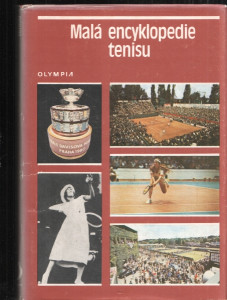 Malá encyklopedie
tenisu
OLYMPIA